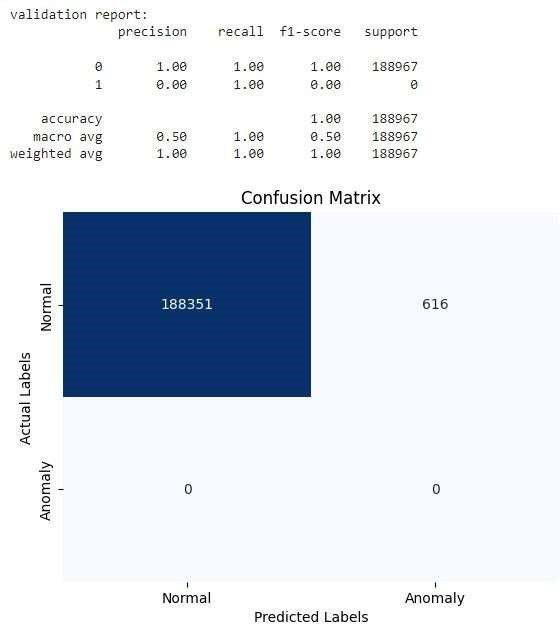 validation report:
precision recall f1-score support
0 1.00 1.00 1.00 188967
1 0.00 1.00 0.00 0
accuracy 1.00 188967
macro avg 0.50 1.00 0.50 188967
weighted avg 1.00 1.00 1.00 188967
Confusion Matrix
Actual Labels
Normal
188351 616
Anomaly
0 0
Normal Anomaly
Predicted Labels